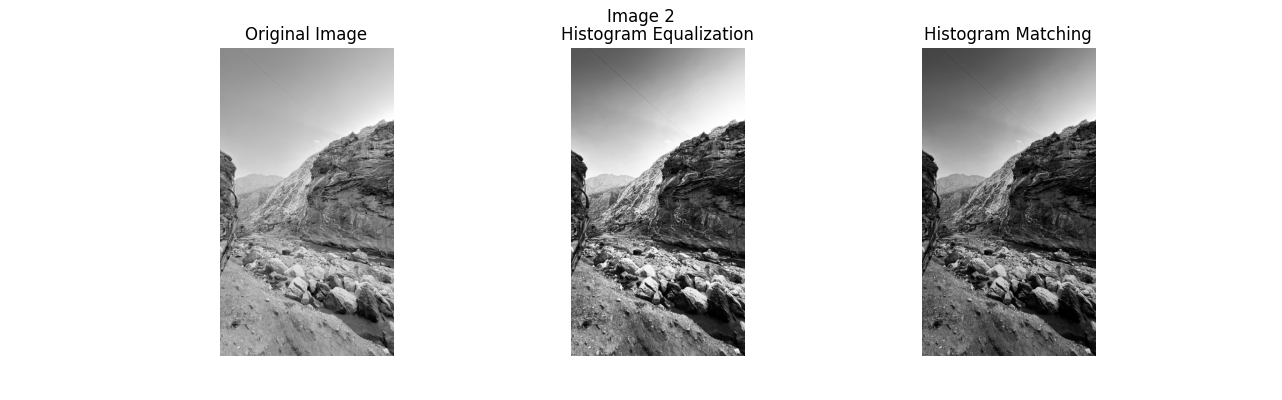 Image 2
Original Image
Histogram Equalization
Histogram Matching